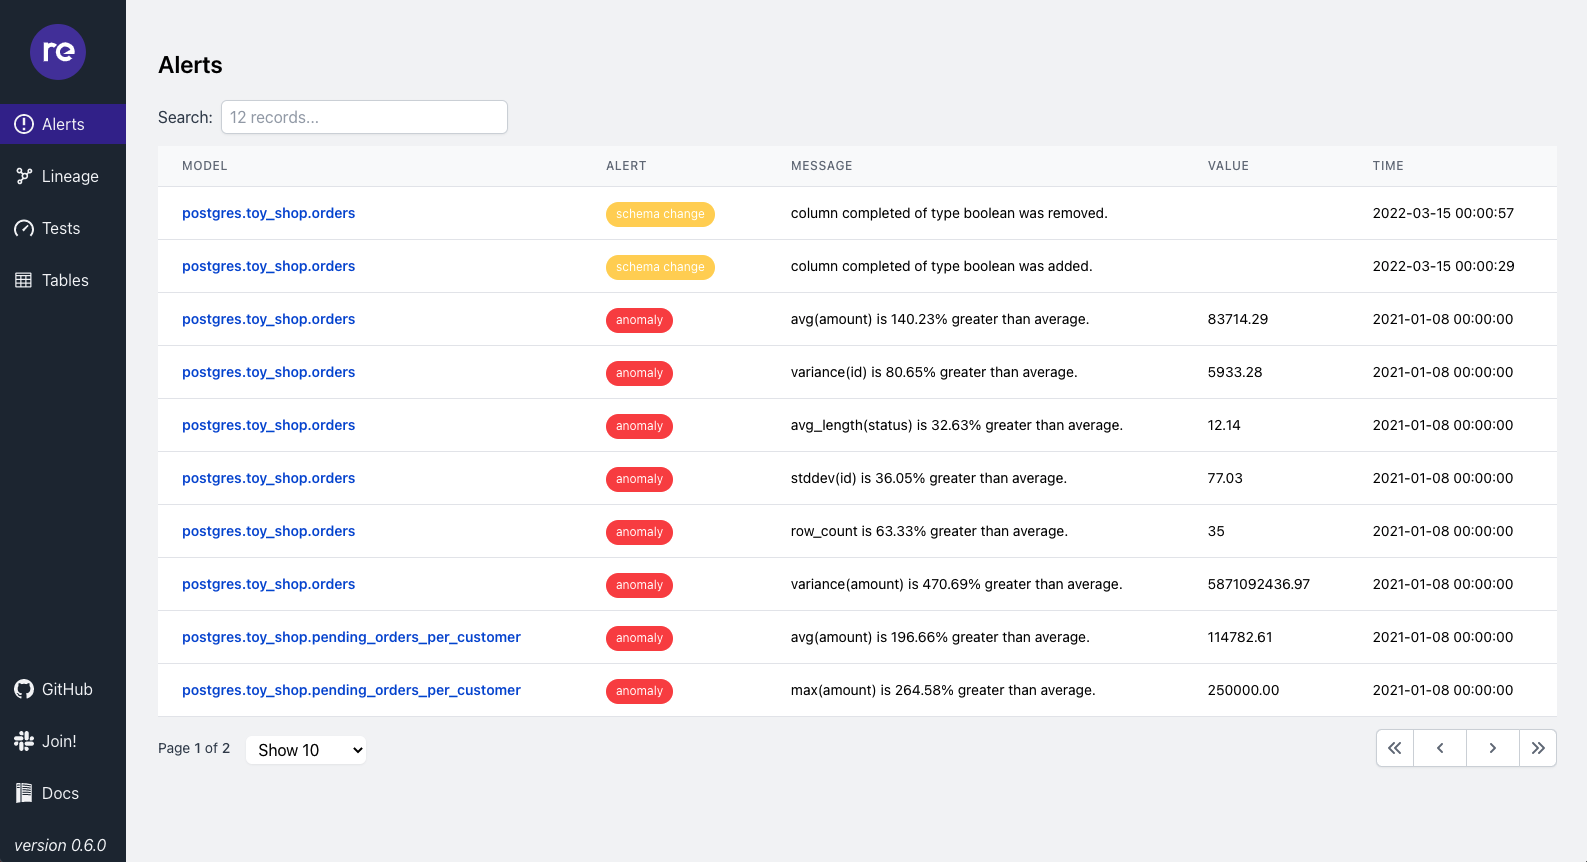 re
Alerts
Lineage
Tests
Tables
GitHub
Join!
Docs
version 0.6.0
Alerts
Search: 12 records...
MODEL ALERT MESSAGE VALUE TIME
postgres.toy_shop.orders schema change column completed of type boolean was removed. 2022-03-15 00:00:57
postgres.toy_shop.orders schema change column completed of type boolean was added. 2022-03-15 00:00:29
postgres.toy_shop.orders anomaly avg(amount) is 140.23% greater than average. 83714.29 2021-01-08 00:00:00
postgres.toy_shop.orders anomaly variance(id) is 80.65% greater than average. 5933.28 2021-01-08 00:00:00
postgres.toy_shop.orders anomaly avg_length(status) is 32.63% greater than average. 12.14 2021-01-08 00:00:00
postgres.toy_shop.orders anomaly stddev(id) is 36.05% greater than average. 77.03 2021-01-08 00:00:00
postgres.toy_shop.orders anomaly row_count is 63.33% greater than average. 35 2021-01-08 00:00:00
postgres.toy_shop.orders anomaly variance(amount) is 470.69% greater than average. 5871092436.97 2021-01-08 00:00:00
postgres.toy_shop.pending_orders_per_customer anomaly avg(amount) is 196.66% greater than average. 114782.61 2021-01-08 00:00:00
postgres.toy_shop.pending_orders_per_customer anomaly max(amount) is 264.58% greater than average. 250000.00 2021-01-08 00:00:00
Page 1 of 2 Show 10